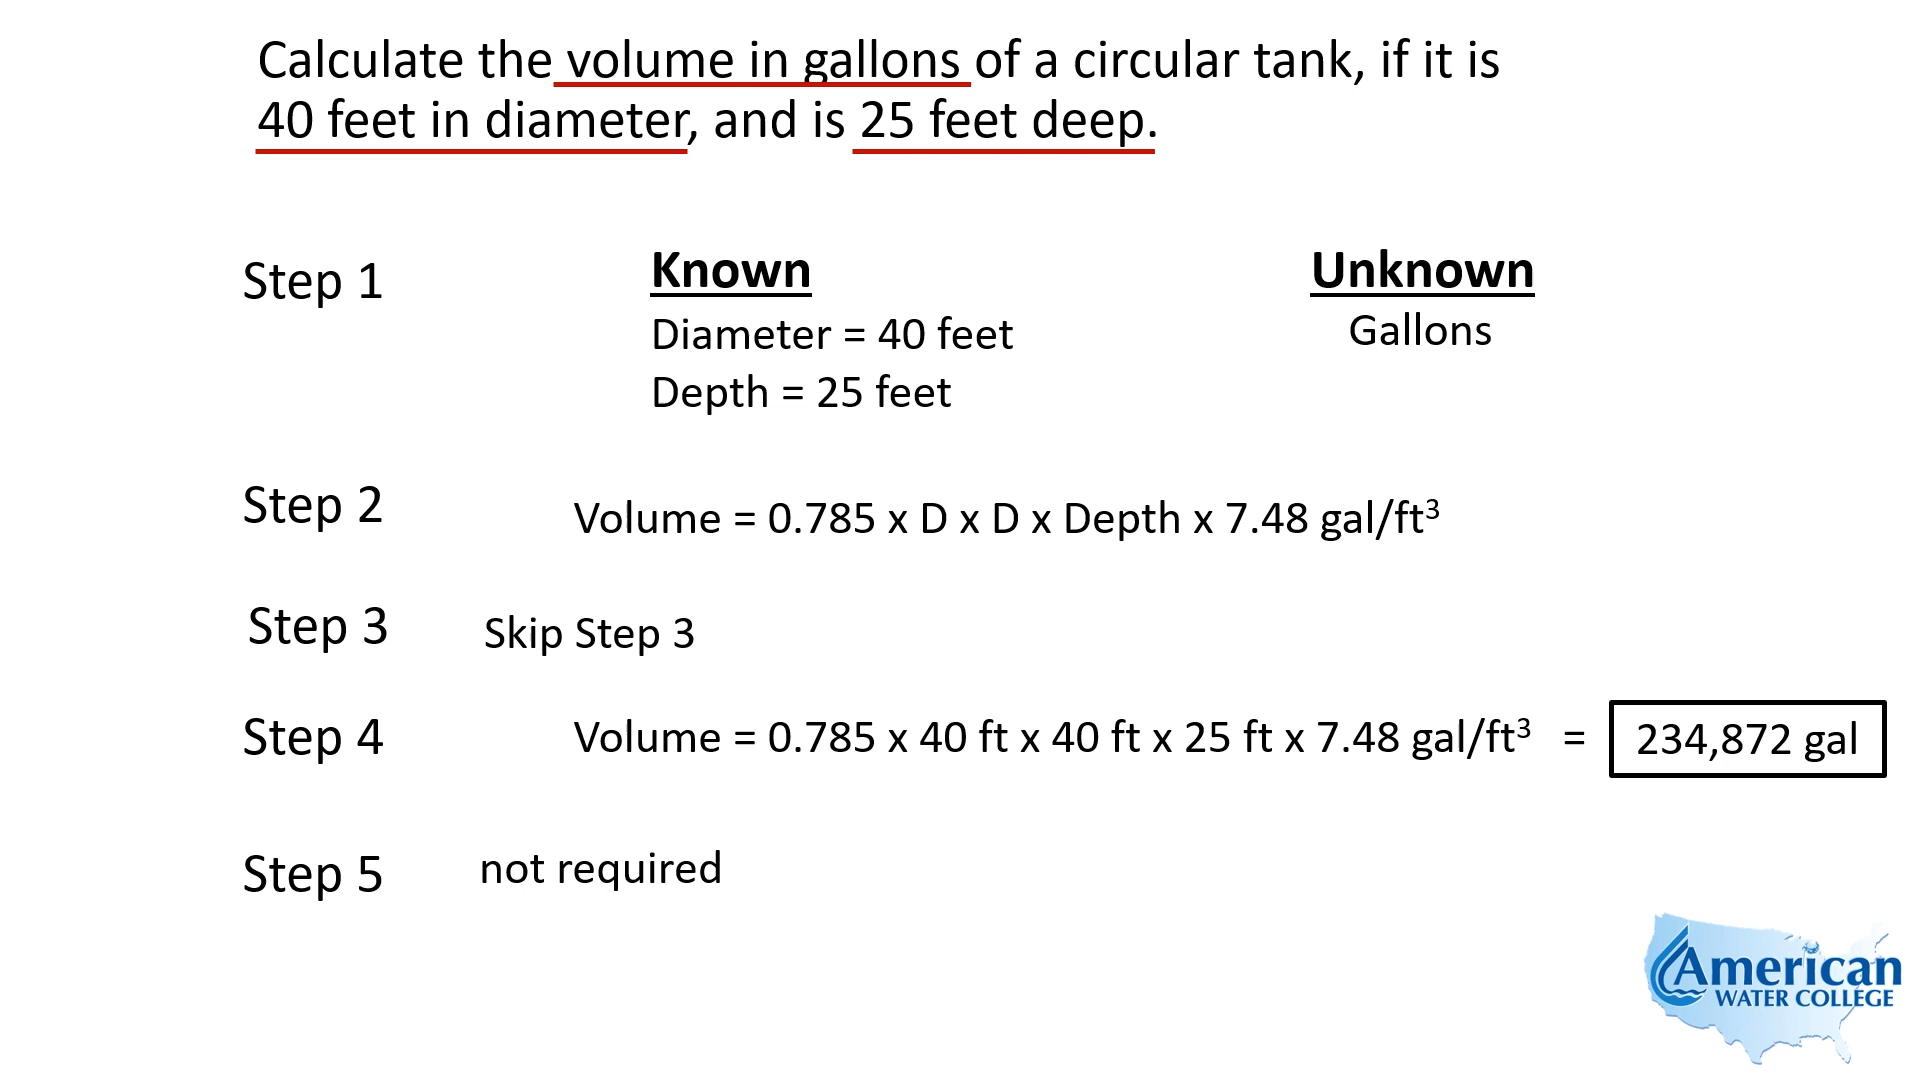 Calculate the volume in gallons of a circular tank, if it is
40 feet in diameter, and is 25 feet deep.
Step 1
Known
Unknown
Diameter = 40 feet
Gallons
Depth = 25 feet
Step 2
Volume = 0.785 x D x D x Depth x 7.48 gal/ft³
Step 3
Skip Step 3
Step 4
Volume = 0.785 x 40 ft x 40 ft x 25 ft x 7.48 gal/ft³ = 234,872 gal
Step 5
not required
American
WATER COLLEGE